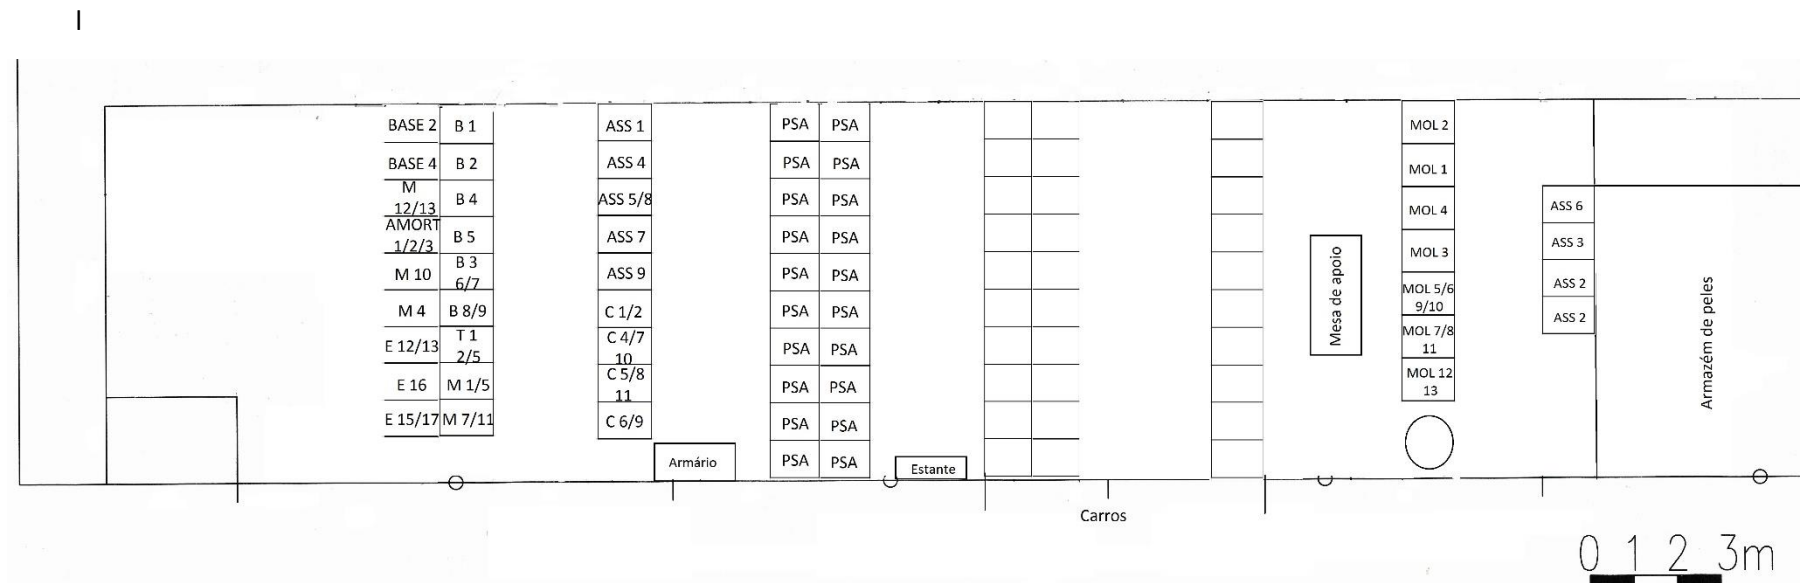 BASE 2
BASE 4
M
12/13
AMORT
1/2/3
M 10
M 4
E 12/13
E 16
E 15/17
B 1
B 2
B 4
B 5
B 3
6/7
B 8/9
T 1
2/5
M 1/5
M 7/11
ASS 1
ASS 4
ASS 5/8
ASS 7
ASS 9
C 1/2
C 4/7
10
C 5/8
11
C 6/9
Armário
PSA PSA
PSA PSA
PSA PSA
PSA PSA
PSA PSA
PSA PSA
PSA PSA
PSA PSA
PSA PSA
PSA PSA
Estante
Carros
Mesa de apoio
MOL 2
MOL 1
MOL 4
MOL 3
MOL 5/6
9/10
MOL 7/8
11
MOL 12
13
ASS 6
ASS 3
ASS 2
ASS 2
Armazém de peles
0 1 2 3m